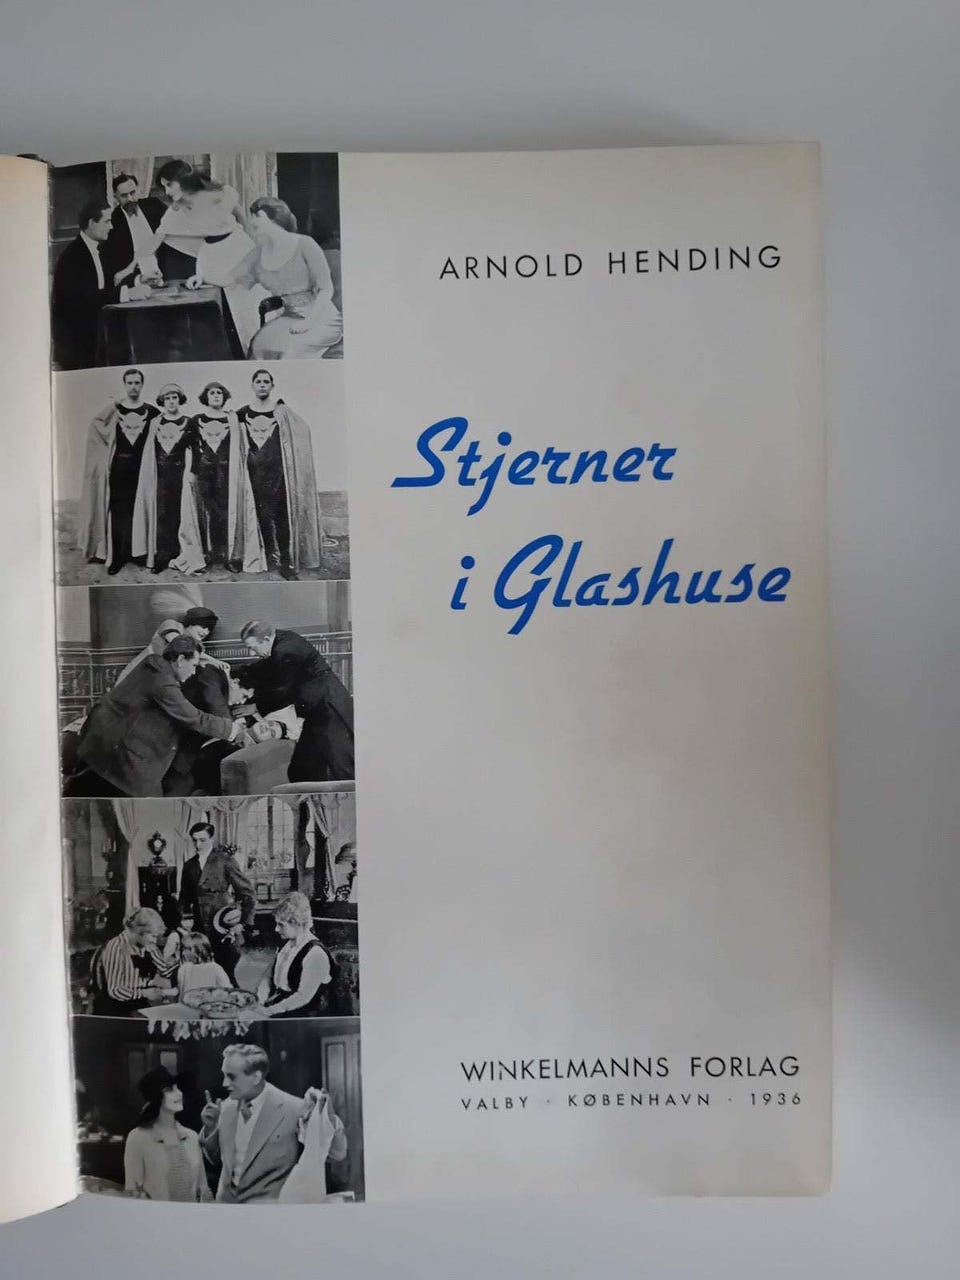 ARNOLD HENDING
Stjerner
i Glashuse
WINKELMANNS FORLAG
VALBY · KØBENHAVN · 1936